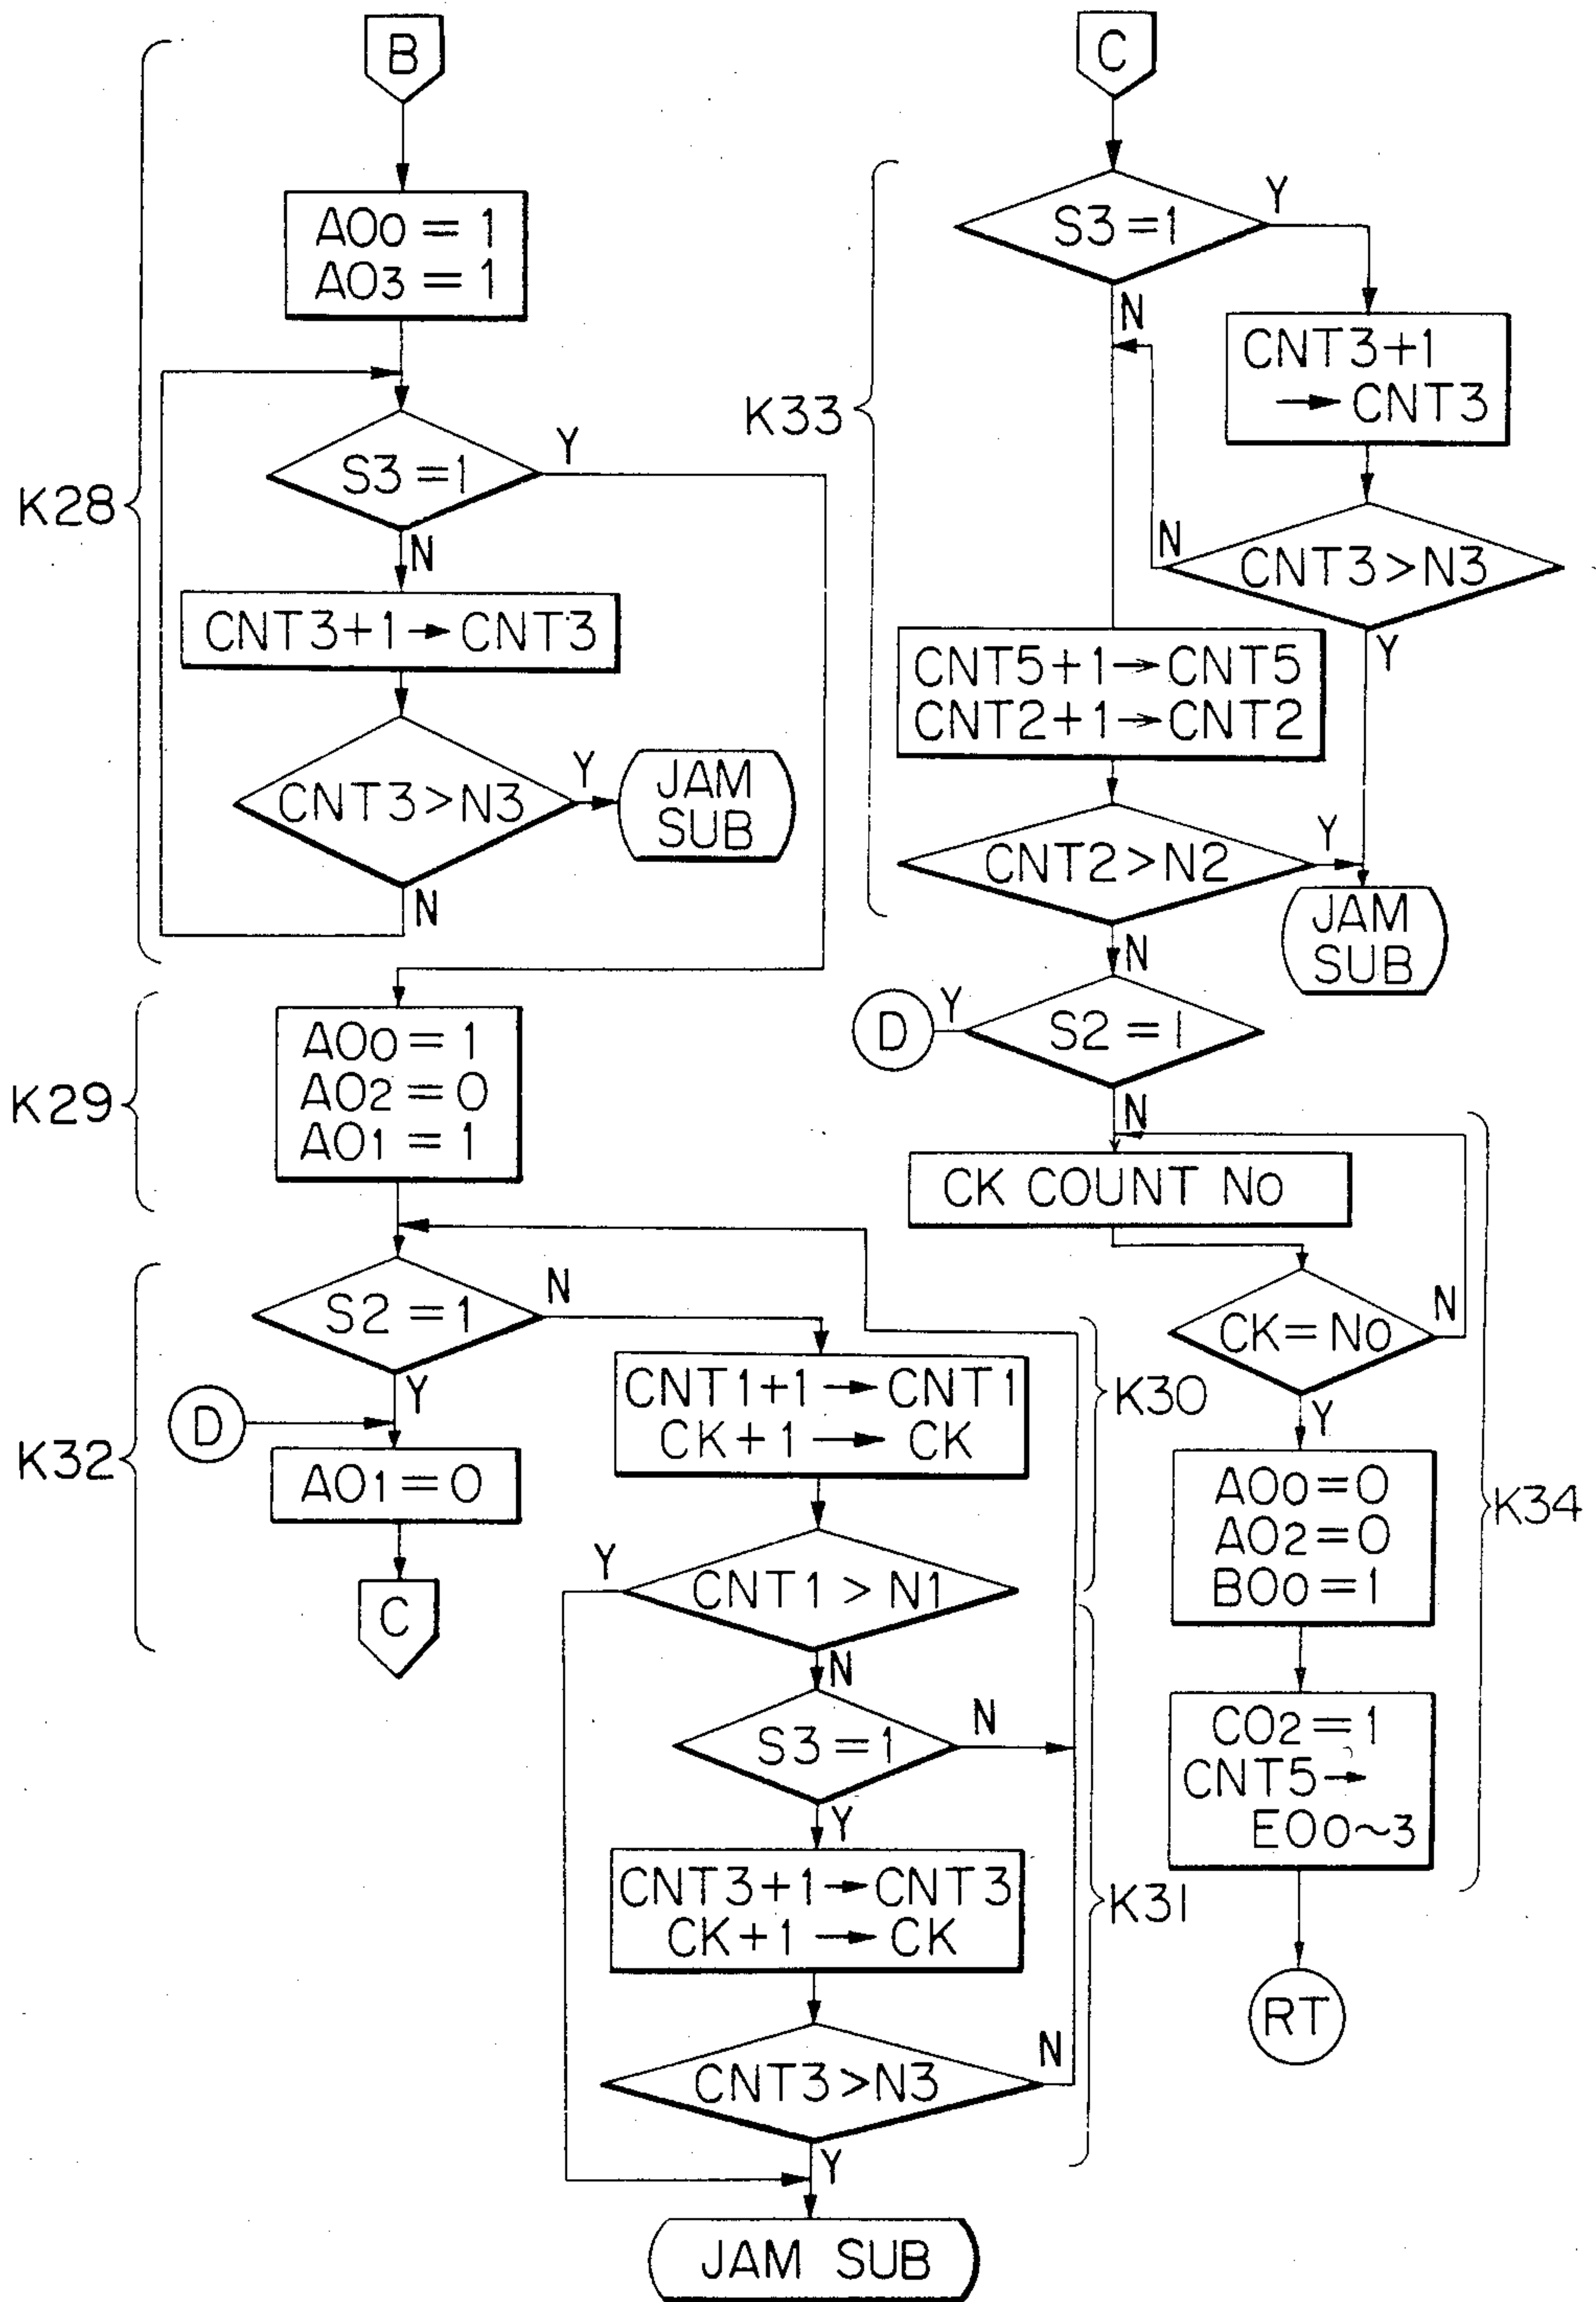 B
AO0 = 1
AO3 = 1
S3=1
Y
N
K28
CNT3+1→CNT3
CNT3>N3
Y
JAM
SUB
N
K29
AO0 = 1
AO2 = 0
AO1 = 1
K32
S2=1
N
Y
D
AO1=0
C
CNT1+1→CNT1
CK+1→CK
K30
Y
CNT1>N1
N
S3=1
N
Y
CNT3+1→CNT3
CK+1→CK
K31
CNT3>N3
N
Y
JAM SUB
C
S3=1
Y
N
K33
CNT3+1
→CNT3
N
CNT3>N3
Y
CNT5+1→CNT5
CNT2+1→CNT2
CNT2>N2
Y
JAM
SUB
N
D
Y
S2=1
N
CK COUNT No
CK=No
N
Y
K34
AO0=0
AO2=0
BO0=1
CO2=1
CNT5→
EO0~3
RT